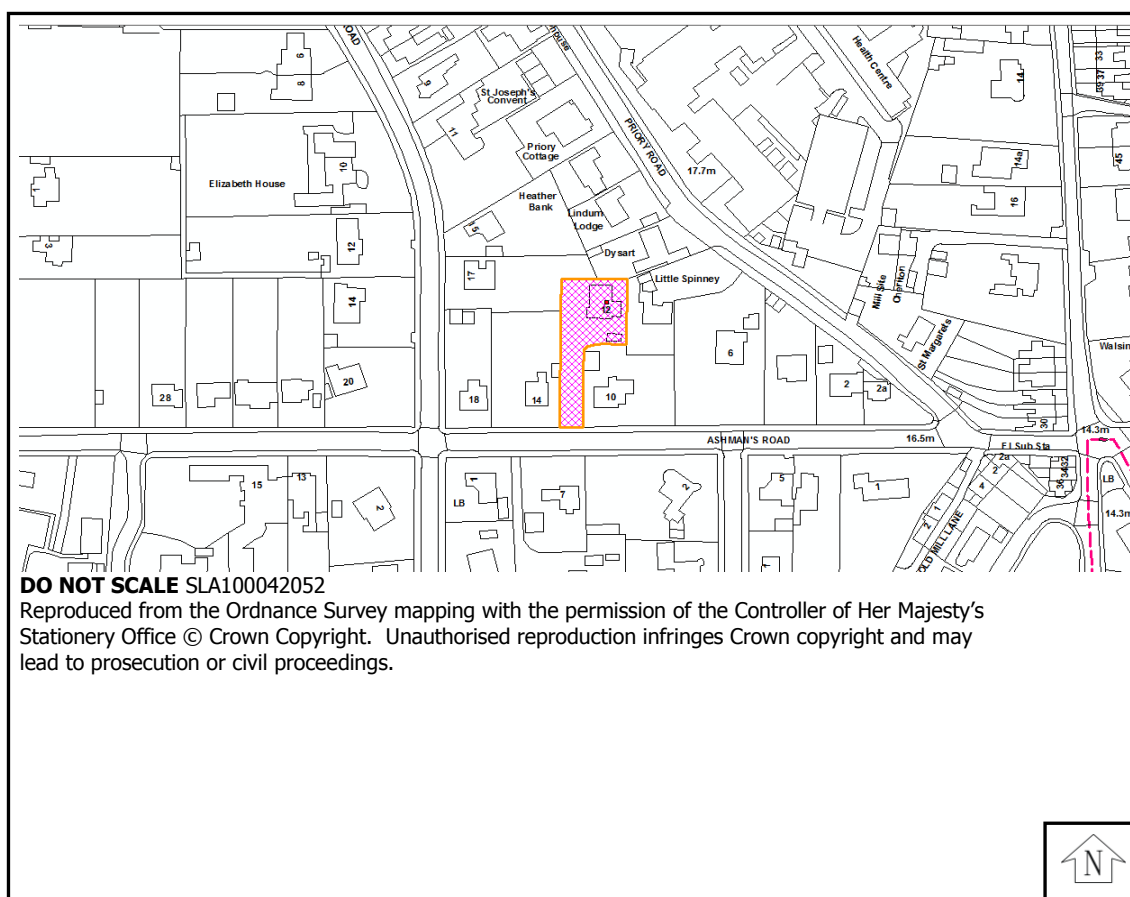 ROAD
6
8
9
11
St Joseph's
Convent
house
Health Centre
14
33
39 37
PRIORY ROAD
Priory
Cottage
17.7m
14a
45
1
10
Elizabeth House
Heather
Bank
Lindum
Lodge
16
3
12
15
Dysart
17
Little Spinney
Mill Site
Cheriton
14
12
St Margarets
Walsin
6
20
28
18
14
10
2
2a
30
ASHMAN'S ROAD
16.5m
14.3m
El Sub Sta
15
13
2
1
LB
7
2
5
1
1
2a
2
4
36 34 32
LB
1
2
OLD MILL LANE
14.3m
DO NOT SCALE SLA100042052
Reproduced from the Ordnance Survey mapping with the permission of the Controller of Her Majesty's
Stationery Office © Crown Copyright. Unauthorised reproduction infringes Crown copyright and may
lead to prosecution or civil proceedings.
N